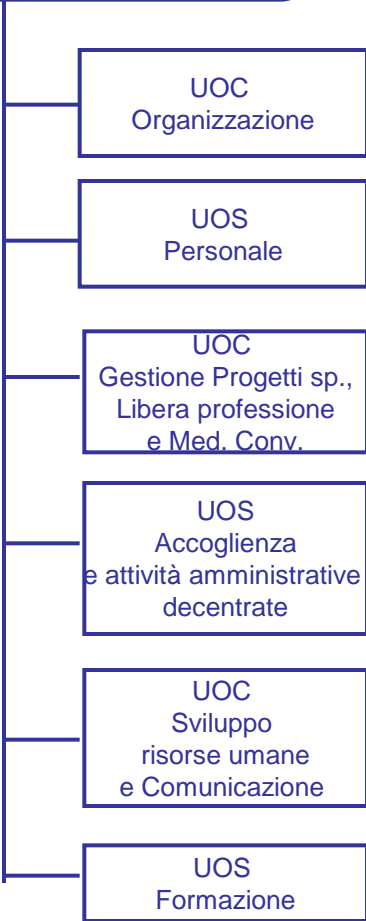 UOC
Organizzazione
UOS
Personale
UOC
Gestione Progetti sp.,
Libera professione
e Med. Conv.
UOS
Accoglienza
e attività amministrative
decentrate
UOC
Sviluppo
risorse umane
e Comunicazione
UOS
Formazione